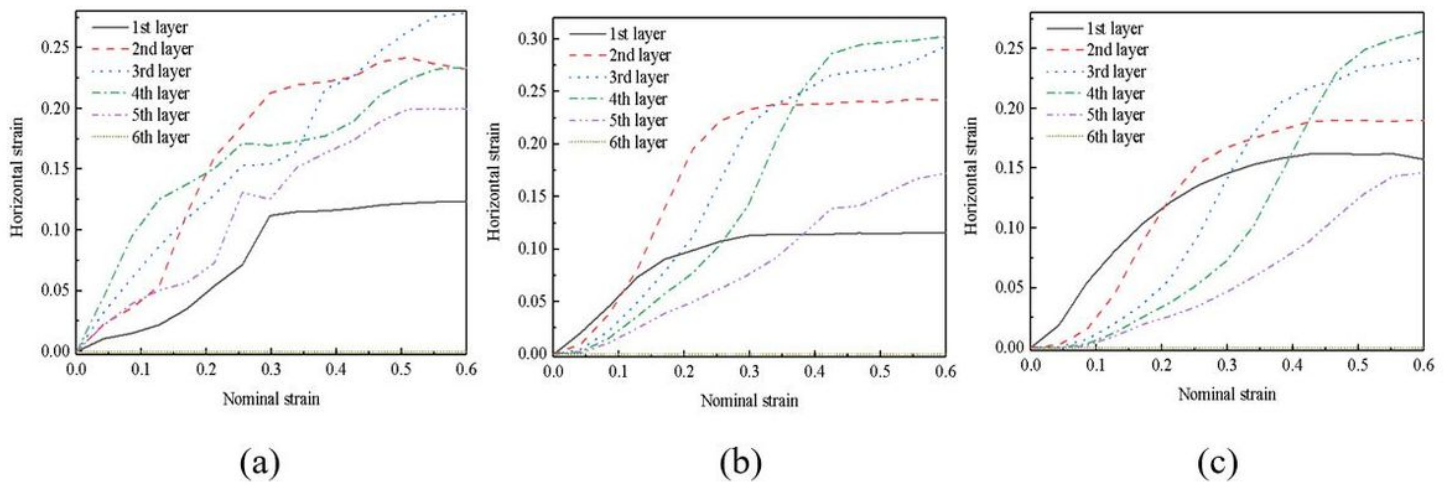 1st layer
2nd layer
3rd layer
4th layer
5th layer
6th layer
0.25
0.20
0.15
0.10
0.05
0.00
Horizontal strain
0.0 0.1 0.2 0.3 0.4 0.5 0.6
Nominal strain
(a)
1st layer
2nd layer
3rd layer
4th layer
5th layer
6th layer
0.30
0.25
0.20
0.15
0.10
0.05
0.00
Horizontal strain
0.0 0.1 0.2 0.3 0.4 0.5 0.6
Nominal strain
(b)
1st layer
2nd layer
3rd layer
4th layer
5th layer
6th layer
0.25
0.20
0.15
0.10
0.05
0.00
Horizontal strain
0.0 0.1 0.2 0.3 0.4 0.5 0.6
Nominal strain
(c)